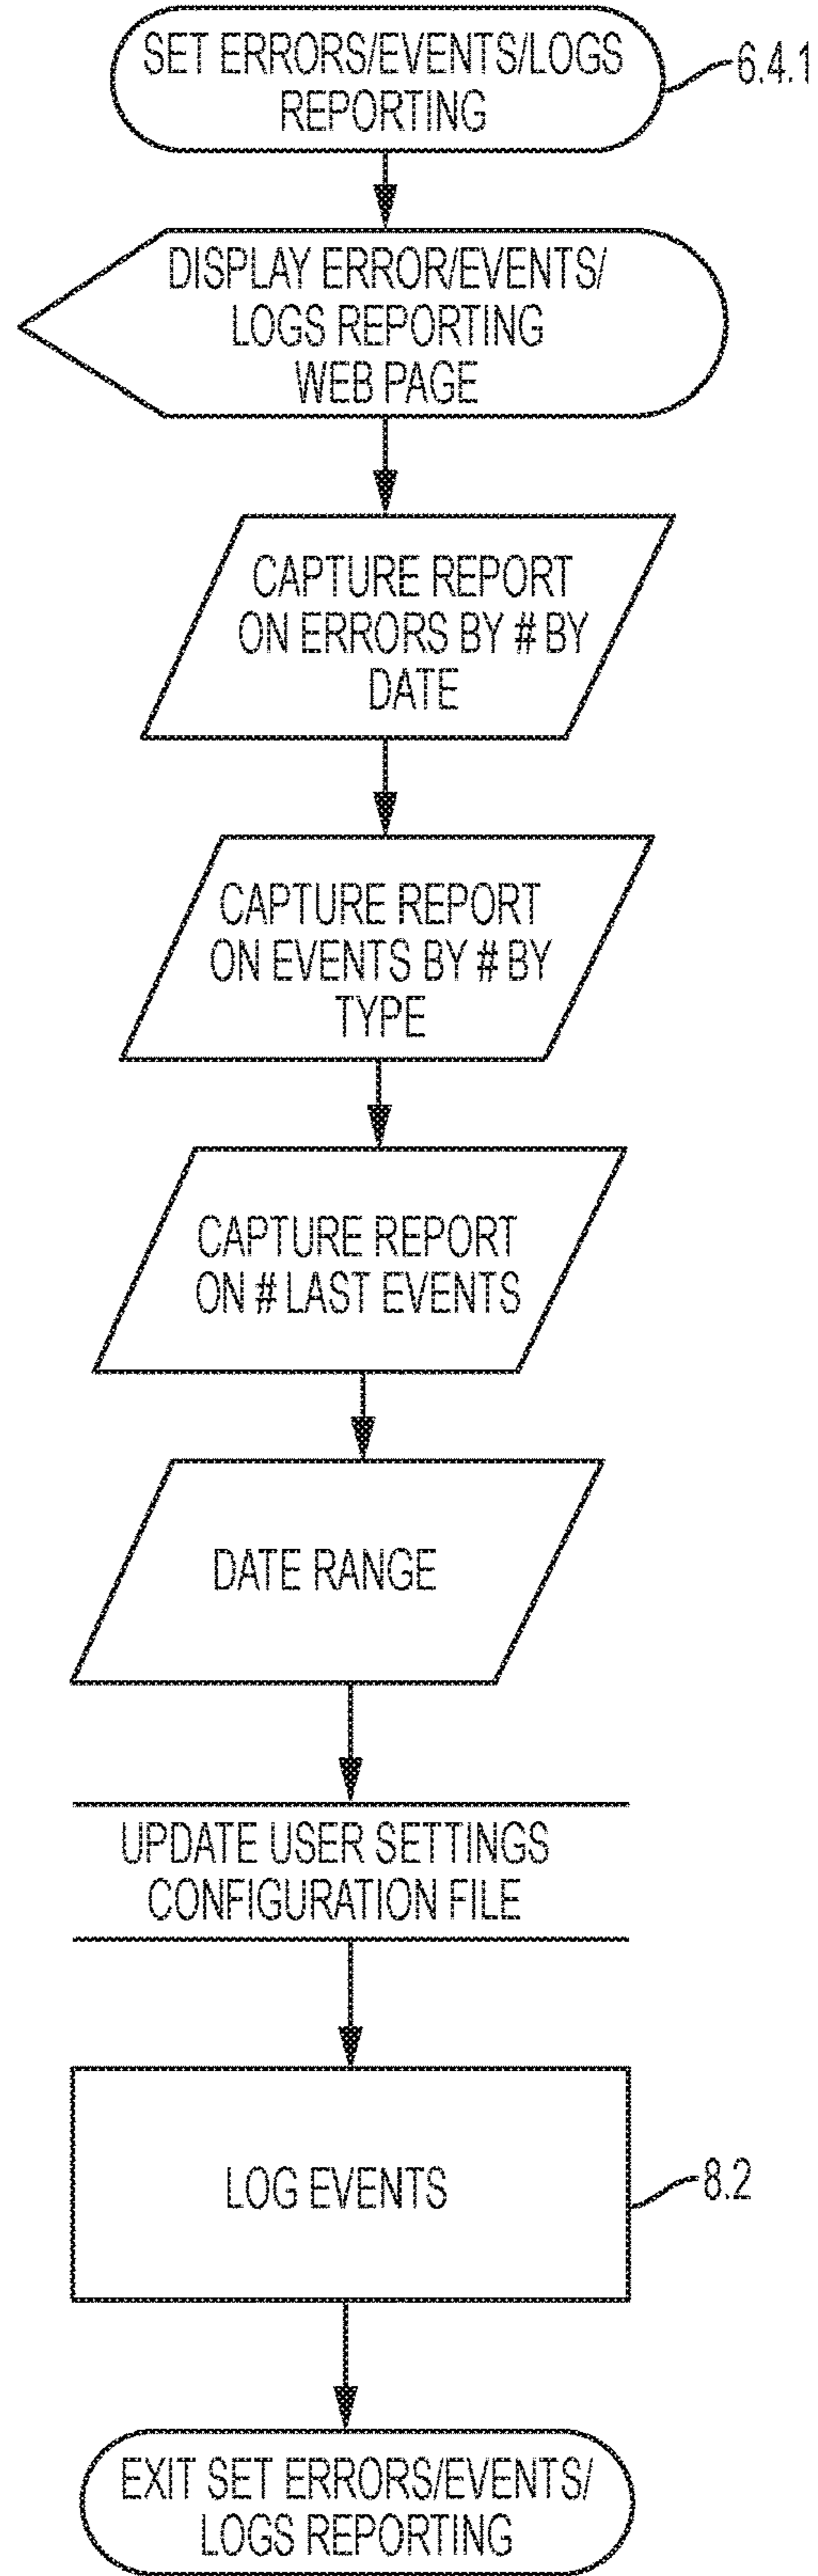 SET ERRORS/EVENTS/LOGS
REPORTING
6.4.1
DISPLAY ERROR/EVENTS/
LOGS REPORTING
WEB PAGE
CAPTURE REPORT
ON ERRORS BY # BY
DATE
CAPTURE REPORT
ON EVENTS BY # BY
TYPE
CAPTURE REPORT
ON # LAST EVENTS
DATE RANGE
UPDATE USER SETTINGS
CONFIGURATION FILE
LOG EVENTS
8.2
EXIT SET ERRORS/EVENTS/
LOGS REPORTING